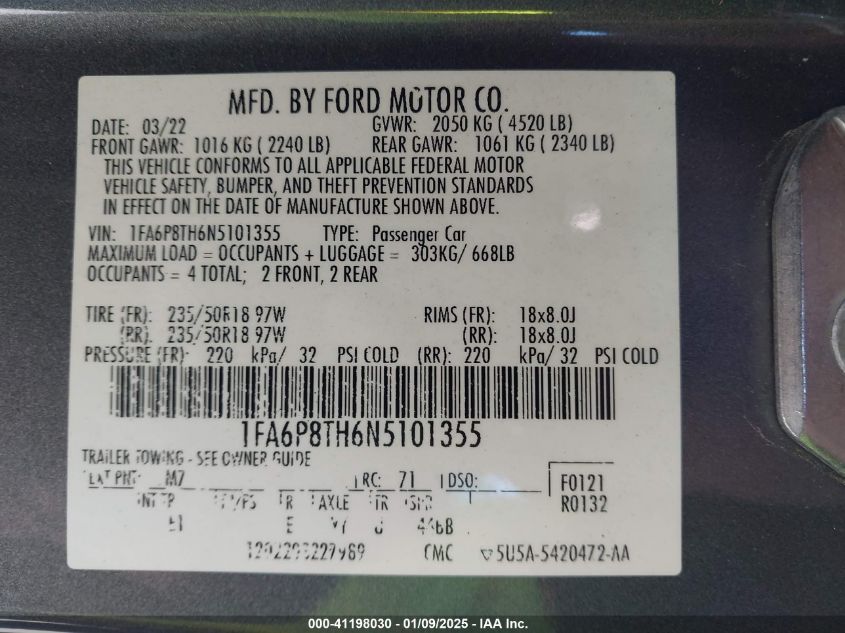 MFD. BY FORD MOTOR CO.
DATE: 03/22 GVWR: 2050 KG ( 4520 LB)
FRONT GAWR: 1016 KG ( 2240 LB) REAR GAWR: 1061 KG ( 2340 LB)
THIS VEHICLE CONFORMS TO ALL APPLICABLE FEDERAL MOTOR
VEHICLE SAFETY, BUMPER, AND THEFT PREVENTION STANDARDS
IN EFFECT ON THE DATE OF MANUFACTURE SHOWN ABOVE.
VIN: 1FA6P8TH6N5101355 TYPE: Passenger Car
MAXIMUM LOAD = OCCUPANTS + LUGGAGE = 303KG/ 668LB
OCCUPANTS = 4 TOTAL; 2 FRONT, 2 REAR
TIRE (FR): 235/50R18 97W RIMS (FR): 18x8.0J
(RR): 235/50R18 97W (RR): 18x8.0J
PRESSURE (FR): 220 kPa/ 32 PSI COLD (RR): 220 kPa/ 32 PSI COLD
1FA6P8TH6N5101355
TRAILER TOWING - SEE OWNER GUIDE
EXT PNT: M7 RC: 71 DSO: F0121
AXLE R0132
E
CMC 5U5A-5420472-AA
000-41198030 - 01/09/2025 - IAA Inc.